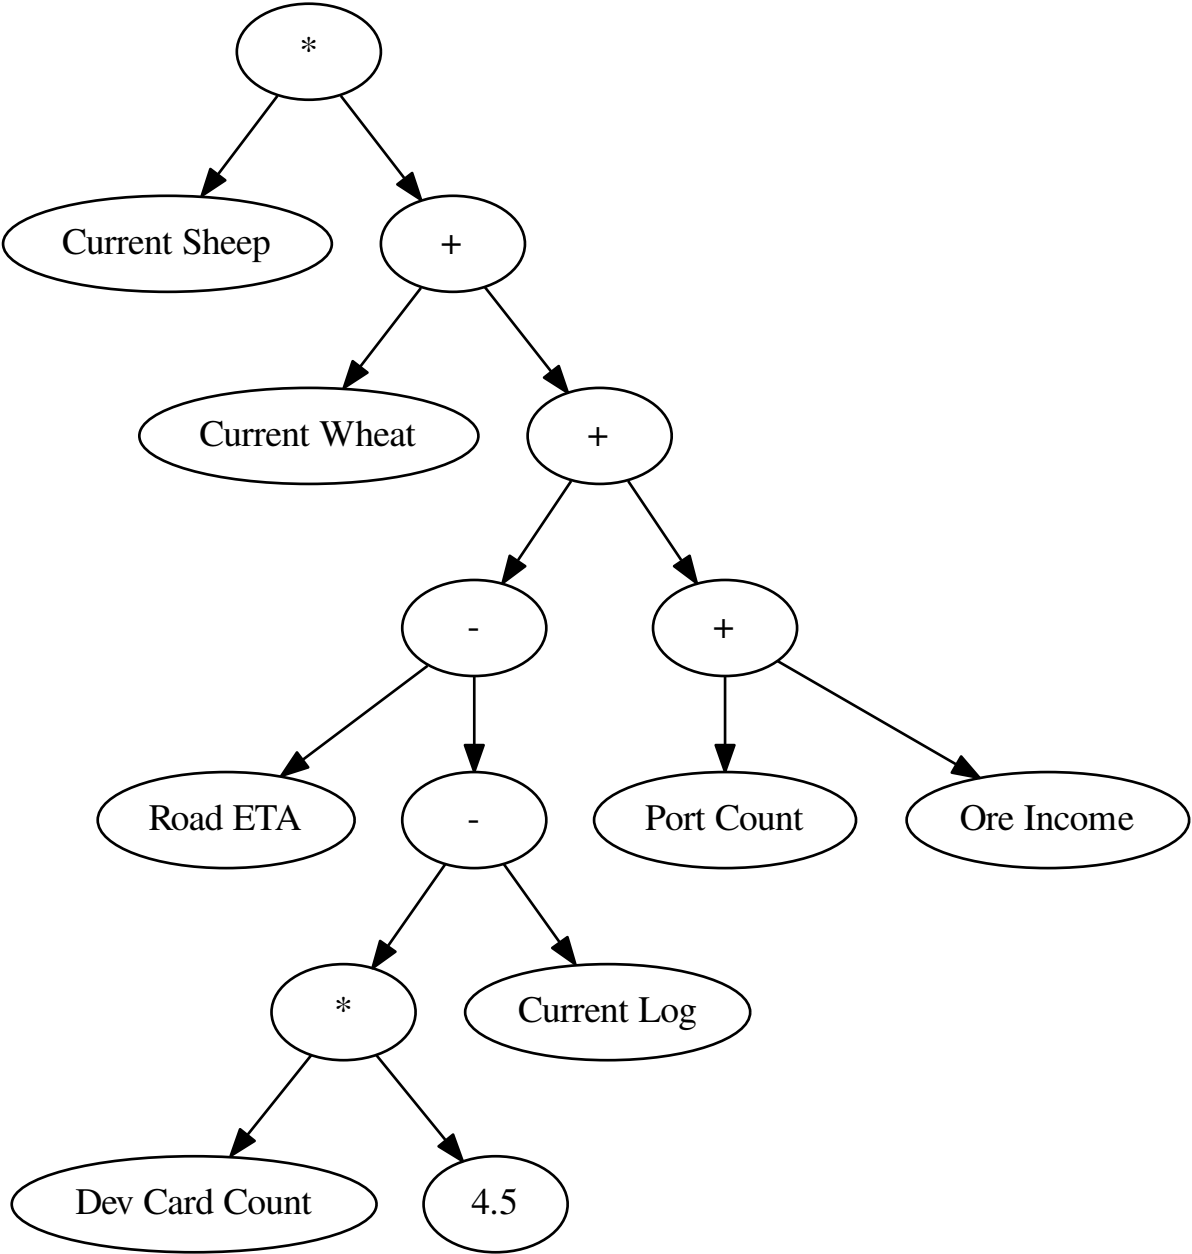 *
Current Sheep
+
Current Wheat
+
-
+
Road ETA
-
Port Count
Ore Income
*
Current Log
Dev Card Count
4.5